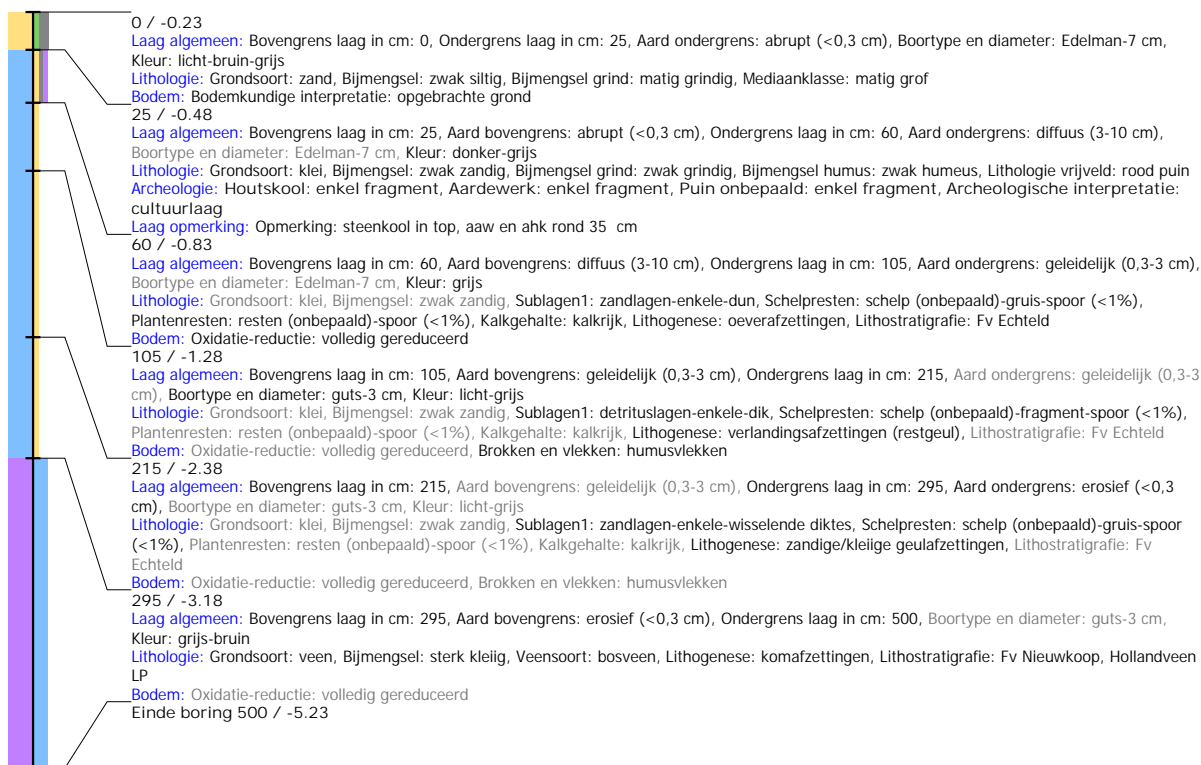 0 / -0.23
Laag algemeen: Bovengrens laag in cm: 0, Ondergrens laag in cm: 25, Aard ondergrens: abrupt (<0,3 cm), Boortype en diameter: Edelman-7 cm,
Kleur: licht-bruin-grijs
Lithologie: Grondsoort: zand, Bijmengsel: zwak siltig, Bijmengsel grind: matig grindig, Mediaanklasse: matig grof
Bodem: Bodemkundige interpretatie: opgebrachte grond
25 / -0.48
Laag algemeen: Bovengrens laag in cm: 25, Aard bovengrens: abrupt (<0,3 cm), Ondergrens laag in cm: 60, Aard ondergrens: diffuus (3-10 cm),
Boortype en diameter: Edelman-7 cm, Kleur: donker-grijs
Lithologie: Grondsoort: klei, Bijmengsel: zwak zandig, Bijmengsel grind: zwak grindig, Bijmengsel humus: zwak humeus, Lithologie vrijveld: rood puin
Archeologie: Houtskool: enkel fragment, Aardewerk: enkel fragment, Puin onbepaald: enkel fragment, Archeologische interpretatie:
cultuurlaag
Laag opmerking: Opmerking: steenkool in top, aaw en ahk rond 35 cm
60 / -0.83
Laag algemeen: Bovengrens laag in cm: 60, Aard bovengrens: diffuus (3-10 cm), Ondergrens laag in cm: 105, Aard ondergrens: geleidelijk (0,3-3 cm),
Boortype en diameter: Edelman-7 cm, Kleur: grijs
Lithologie: Grondsoort: klei, Bijmengsel: zwak zandig, Sublagen1: zandlagen-enkele-dun, Schelpresten: schelp (onbepaald)-gruis-spoor (<1%),
Plantenresten: resten (onbepaald)-spoor (<1%), Kalkgehalte: kalkrijk, Lithogenese: oeverafzettingen, Lithostratigrafie: Fv Echteld
Bodem: Oxidatie-reductie: volledig gereduceerd
105 / -1.28
Laag algemeen: Bovengrens laag in cm: 105, Aard bovengrens: geleidelijk (0,3-3 cm), Ondergrens laag in cm: 215, Aard ondergrens: geleidelijk (0,3-3
cm), Boortype en diameter: guts-3 cm, Kleur: licht-grijs
Lithologie: Grondsoort: klei, Bijmengsel: zwak zandig, Sublagen1: detrituslagen-enkele-dik, Schelpresten: schelp (onbepaald)-fragment-spoor (<1%),
Plantenresten: resten (onbepaald)-spoor (<1%), Kalkgehalte: kalkrijk, Lithogenese: verlandingsafzettingen (restgeul), Lithostratigrafie: Fv Echteld
Bodem: Oxidatie-reductie: volledig gereduceerd, Brokken en vlekken: humusvlekken
215 / -2.38
Laag algemeen: Bovengrens laag in cm: 215, Aard bovengrens: geleidelijk (0,3-3 cm), Ondergrens laag in cm: 295, Aard ondergrens: erosief (<0,3
cm), Boortype en diameter: guts-3 cm, Kleur: licht-grijs
Lithologie: Grondsoort: klei, Bijmengsel: zwak zandig, Sublagen1: zandlagen-enkele-wisselende diktes, Schelpresten: schelp (onbepaald)-gruis-spoor
(<1%), Plantenresten: resten (onbepaald)-spoor (<1%), Kalkgehalte: kalkrijk, Lithogenese: zandige/kleiige geulafzettingen, Lithostratigrafie: Fv
Echteld
Bodem: Oxidatie-reductie: volledig gereduceerd, Brokken en vlekken: humusvlekken
295 / -3.18
Laag algemeen: Bovengrens laag in cm: 295, Aard bovengrens: erosief (<0,3 cm), Ondergrens laag in cm: 500, Boortype en diameter: guts-3 cm,
Kleur: grijs-bruin
Lithologie: Grondsoort: veen, Bijmengsel: sterk kleiig, Veensoort: bosveen, Lithogenese: komafzettingen, Lithostratigrafie: Fv Nieuwkoop, Hollandveen
LP
Bodem: Oxidatie-reductie: volledig gereduceerd
Einde boring 500 / -5.23